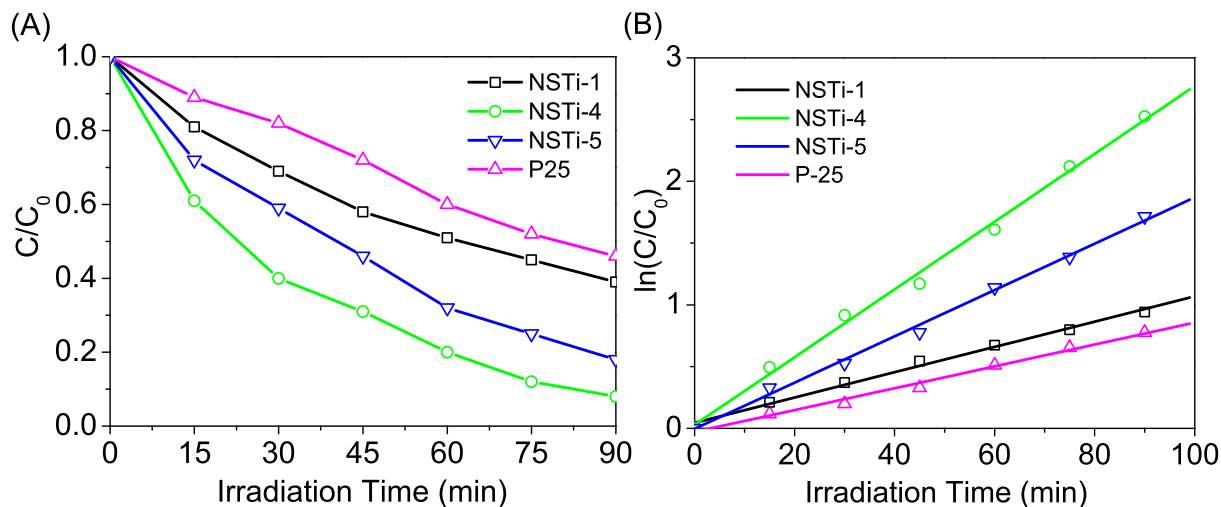 (A)
C/C0
1.0
0.8
0.6
0.4
0.2
0.0
NSTi-1
NSTi-4
NSTi-5
P25
0 15 30 45 60 75 90
Irradiation Time (min)
(B)
ln(C/C0)
3
2
1
0
NSTi-1
NSTi-4
NSTi-5
P-25
0 20 40 60 80 100
Irradiation Time (min)